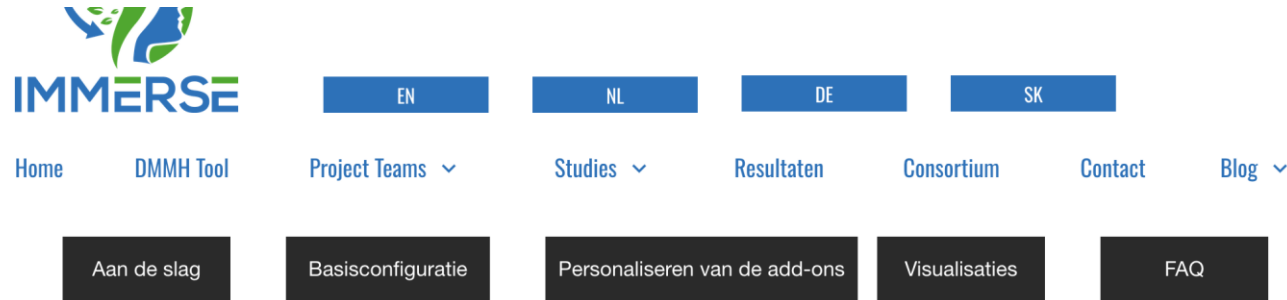 IMMERSE
EN NL DE SK
Home DMMH Tool Project Teams Studies Resultaten Consortium Contact Blog
Aan de slag Basisconfiguratie Personaliseren van de add-ons Visualisaties FAQ